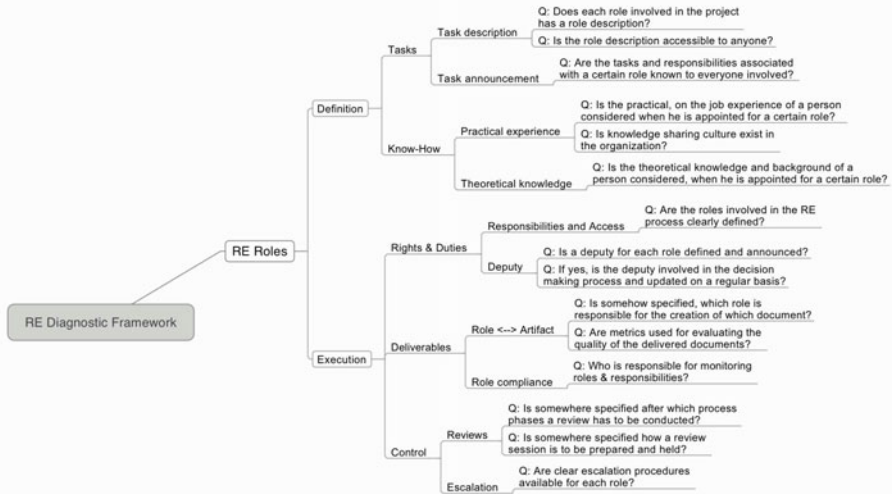 Q: Does each role involved in the project
has a role description?
Task description
Q: Is the role description accessible to anyone?
Tasks
Q: Are the tasks and responsibilities associated
Task announcement
with a certain role known to everyone involved?
Definition
Q: Is the practical, on the job experience of a person
considered when he is appointed for a certain role?
Practical experience
Q: Is knowledge sharing culture exist in
the organization?
Know-How
Q: Is the theoretical knowledge and background of a
Theoretical knowledge
person considered, when he is appointed for a certain role?
RE Roles
Q: Are the roles involved in the RE
process clearly defined?
Responsibilities and Access
Rights & Duties
Q: Is a deputy for each role defined and announced?
Deputy
Q: If yes, is the deputy involved in the decision
making process and updated on a regular basis?
RE Diagnostic Framework
Q: Is somehow specified, which role is
responsible for the creation of which document?
Role <--> Artifact
Q: Are metrics used for evaluating the
quality of the delivered documents?
Deliverables
Execution
Q: Who is responsible for monitoring
roles & responsibilities?
Role compliance
Q: Is somewhere specified after which process
phases a review has to be conducted?
Reviews
Q: Is somewhere specified how a review
session is to be prepared and held?
Control
Q: Are clear escalation procedures
available for each role?
Escalation